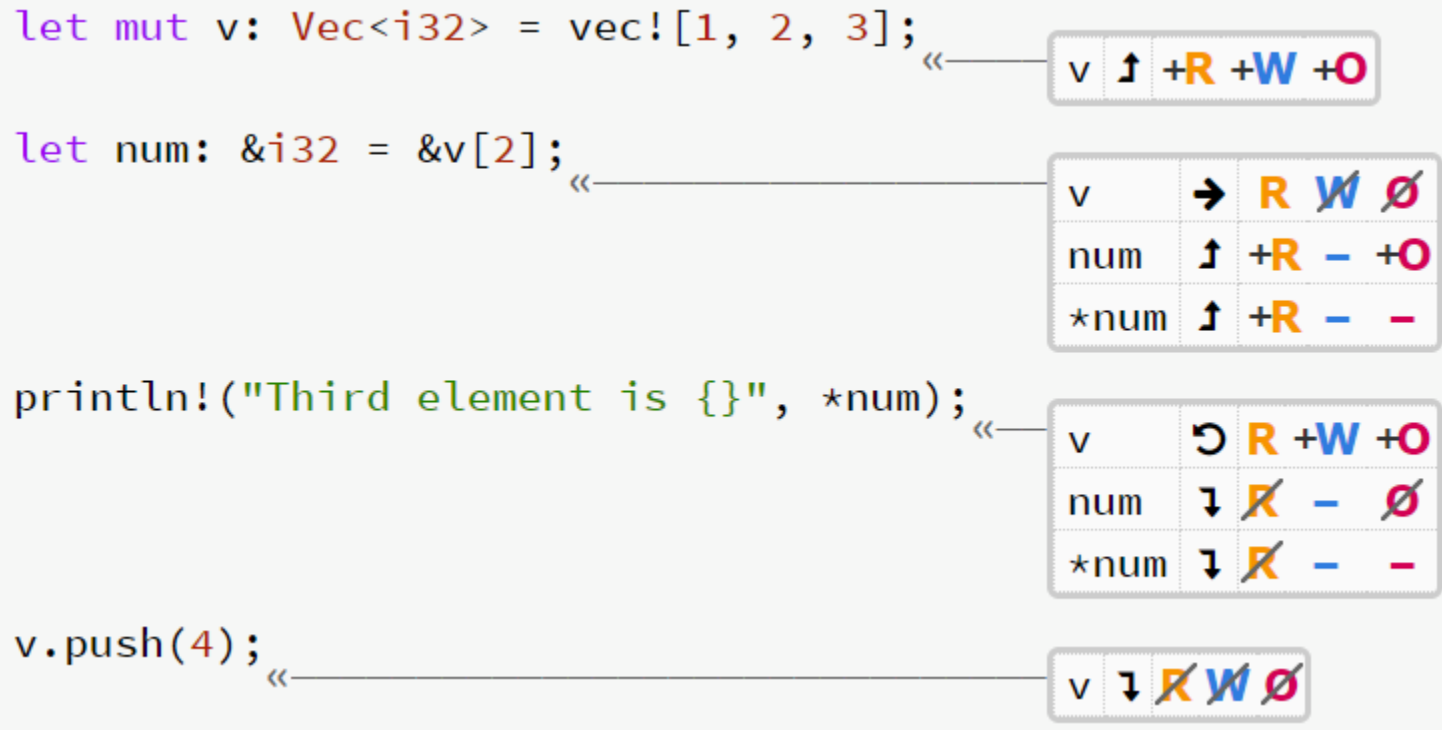 let mut v: Vec<i32> = vec![1, 2, 3];
« v ⮥ +R +W +O
let num: &i32 = &v[2];
« v → R W̸ O̸
num ⮥ +R - +O
*num ⮥ +R - -
println!("Third element is {}", *num);
« v ⮌ R +W +O
num ⮧ R̸ - O̸
*num ⮧ R̸ - -
v.push(4);
« v ⮧ R̸ W̸ O̸